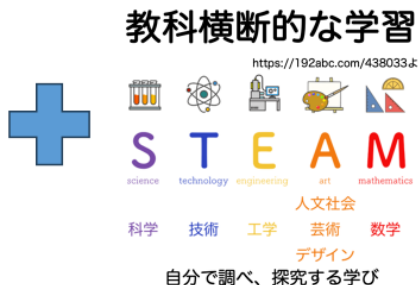 教科横断的な学習
https://192abc.com/438033よ
STEAM
science technology engineering art mathematics
人文社会
科学 技術 工学 芸術 数学
デザイン
自分で調べ、探究する学び